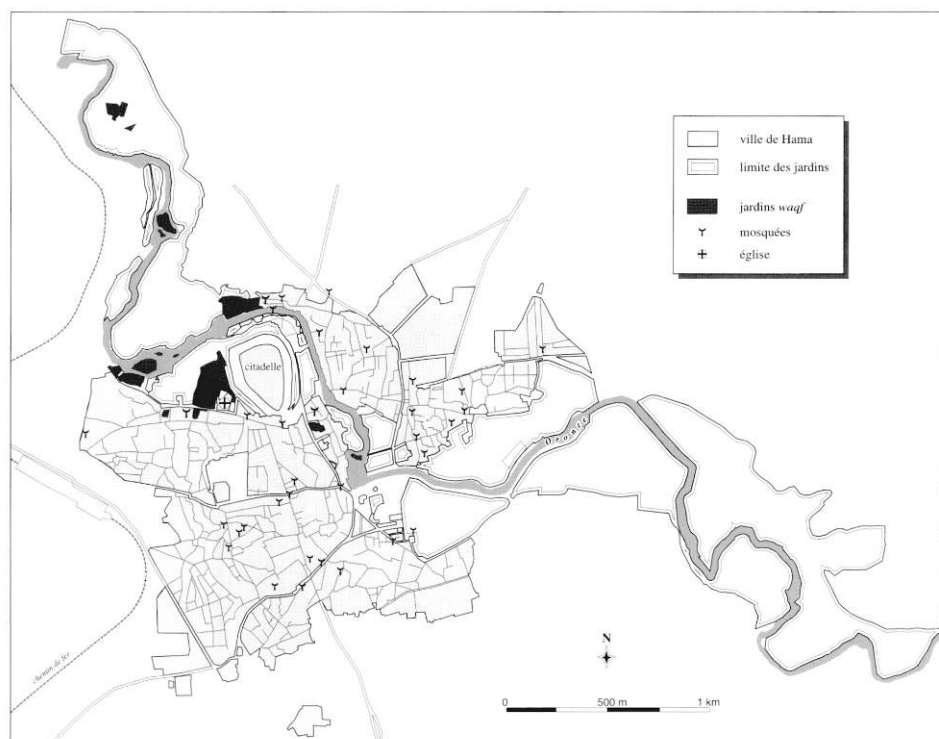 ville de Hama
limite des jardins
jardins waqf
mosquées
église
citadelle
Oronte
chemin de fer
N
0 500 m 1 km